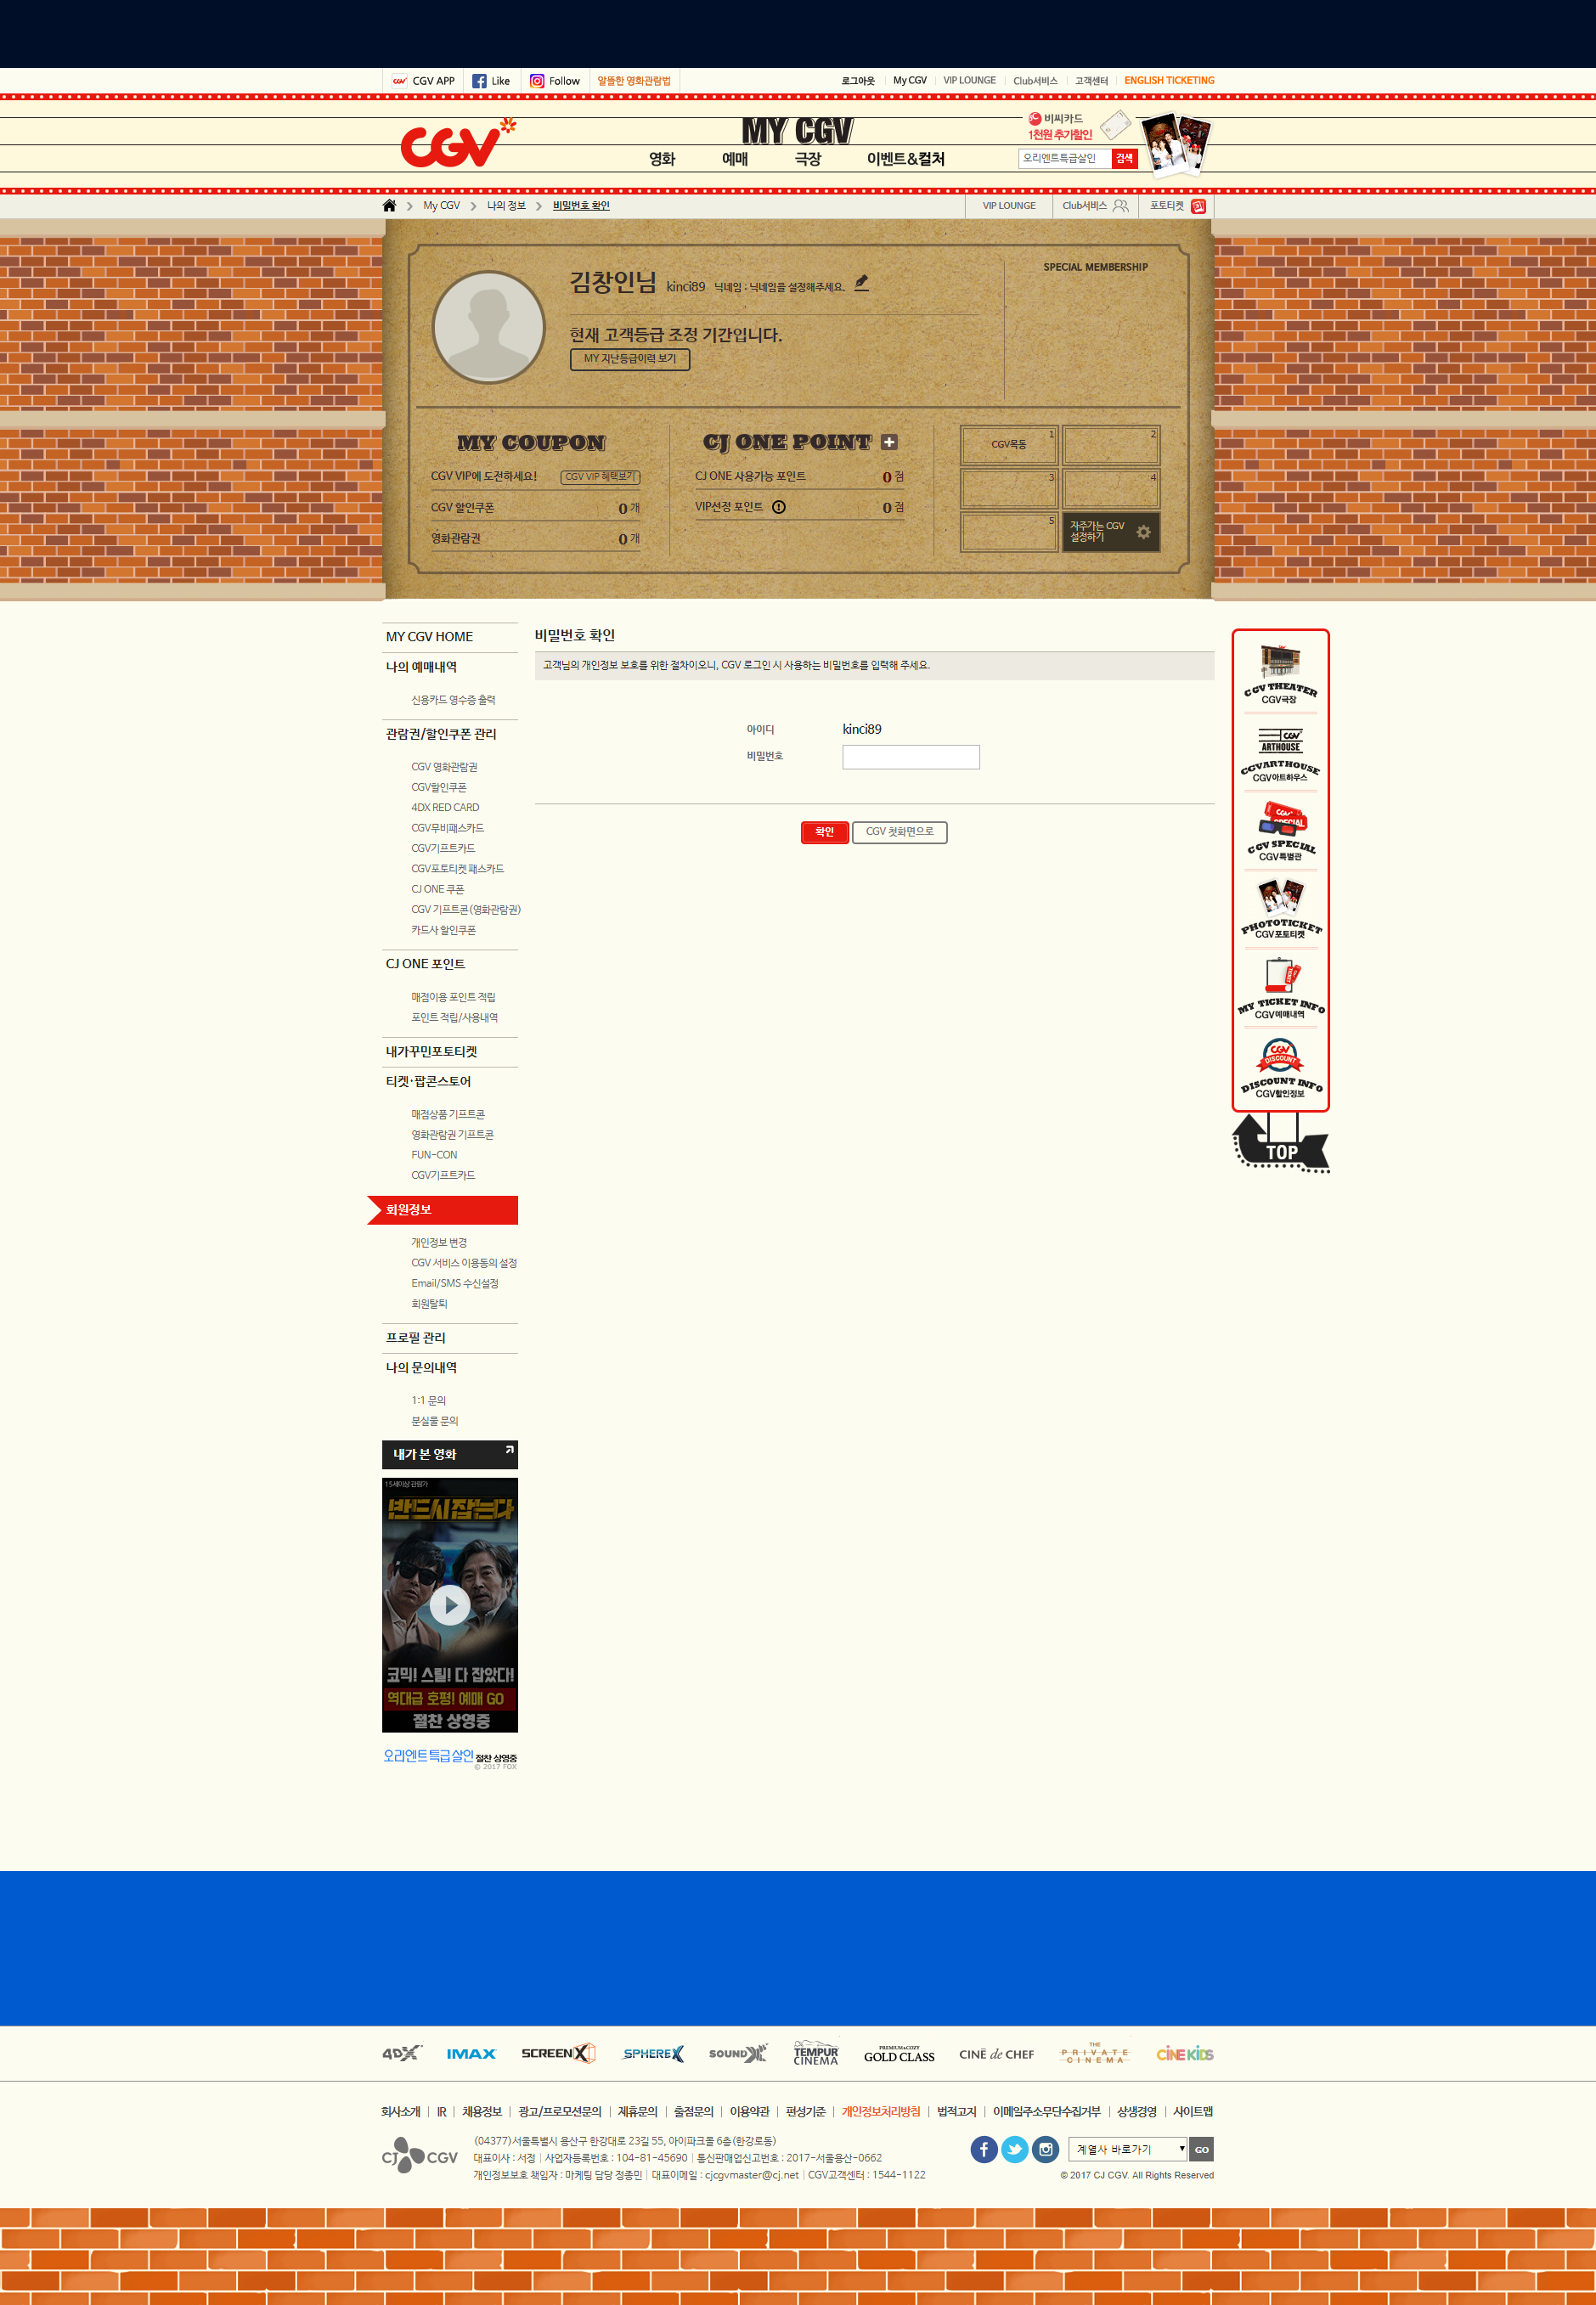 CGV APP
Like
Follow
알뜰한 영화관람법
로그아웃
My CGV
VIP LOUNGE
Club서비스
고객센터
ENGLISH TICKETING
CGV
MY CGV
영화
예매
극장
이벤트&컬처
비씨카드
1천원 추가할인
오리엔트특급살인
검색
My CGV
나의 정보
비밀번호 확인
VIP LOUNGE
Club서비스
포토티켓
김창인님 kinci89 닉네임 : 닉네임을 설정해주세요.
SPECIAL MEMBERSHIP
현재 고객등급 조정 기간입니다.
MY 지난등급이력 보기
MY COUPON
CGV VIP에 도전하세요!
CGV VIP 혜택보기
CGV 할인쿠폰 0 개
영화관람권 0 개
CJ ONE POINT
CJ ONE 사용가능 포인트 0 점
VIP선정 포인트 0 점
CGV목동 1
2
3
4
5
자주가는 CGV
설정하기
MY CGV HOME
나의 예매내역
신용카드 영수증 출력
관람권/할인쿠폰 관리
CGV 영화관람권
CGV할인쿠폰
4DX RED CARD
CGV무비패스카드
CGV기프트카드
CGV포토티켓 패스카드
CJ ONE 쿠폰
CGV 기프트콘(영화관람권)
카드사 할인쿠폰
CJ ONE 포인트
매점이용 포인트 적립
포인트 적립/사용내역
내가꾸민포토티켓
티켓·팝콘스토어
매점상품 기프트콘
영화관람권 기프트콘
FUN-CON
CGV기프트카드
회원정보
개인정보 변경
CGV 서비스 이용동의 설정
Email/SMS 수신설정
회원탈퇴
프로필 관리
나의 문의내역
1:1 문의
분실물 문의
내가 본 영화
15세이상 관람가
반드시잡는다
코믹! 스릴! 다 잡았다!
역대급 호평! 예매 GO
절찬 상영중
오리엔트특급살인 절찬 상영중
© 2017 FOX
비밀번호 확인
고객님의 개인정보 보호를 위한 절차이오니, CGV 로그인 시 사용하는 비밀번호를 입력해 주세요.
아이디 kinci89
비밀번호
확인
CGV 첫화면으로
CGV THEATER
CGV극장
CGV
ARTHOUSE
CGV ARTHOUSE
CGV아트하우스
CGV
SPECIAL
CGV SPECIAL
CGV특별관
PHOTOTICKET
CGV포토티켓
MY TICKET INFO
CGV예매내역
CGV
DISCOUNT
DISCOUNT INFO
CGV할인정보
TOP
4DX
IMAX
SCREENX
SPHEREX
SOUNDX
TEMPUR
CINEMA
PREMIUM&COZY
GOLD CLASS
CINÉ de CHEF
THE
PRIVATE
CINEMA
CINE KIDS
회사소개
IR
채용정보
광고/프로모션문의
제휴문의
출점문의
이용약관
편성기준
개인정보처리방침
법적고지
이메일주소무단수집거부
상생경영
사이트맵
CJ CGV
(04377)서울특별시 용산구 한강대로 23길 55, 아이파크몰 6층(한강로동)
대표이사 : 서정 | 사업자등록번호 : 104-81-45690 | 통신판매업신고번호 : 2017-서울용산-0662
개인정보보호 책임자 : 마케팅 담당 정종민 | 대표이메일 : cjcgvmaster@cj.net | CGV고객센터 : 1544-1122
계열사 바로가기
GO
© 2017 CJ CGV. All Rights Reserved